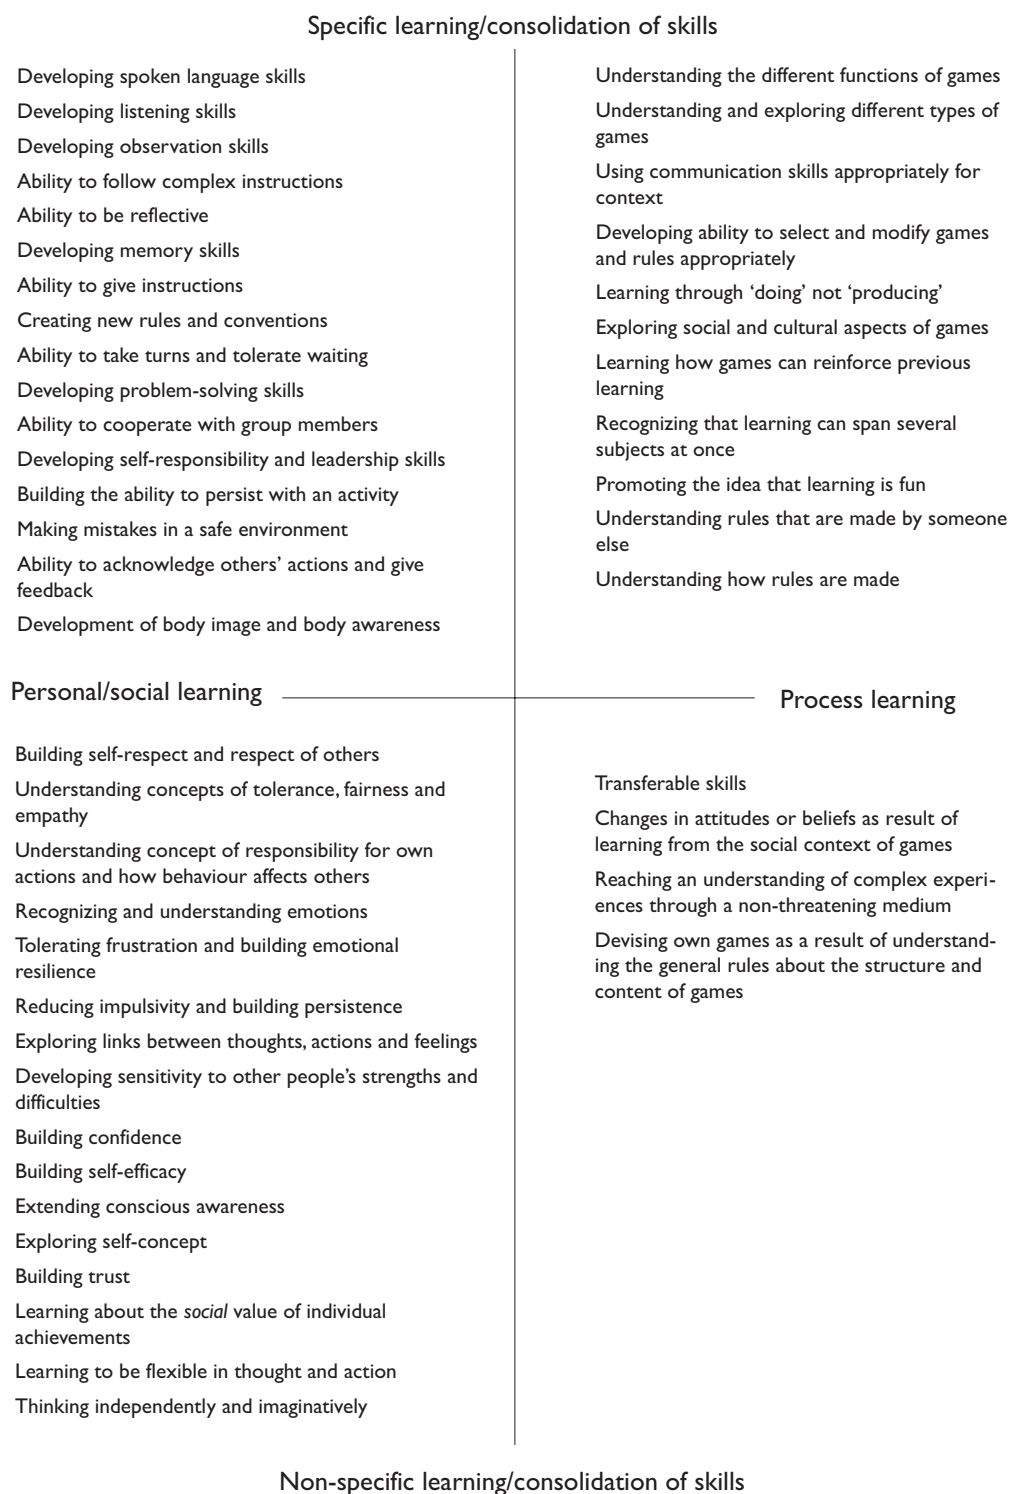 Specific learning/consolidation of skills
Developing spoken language skills
Developing listening skills
Developing observation skills
Ability to follow complex instructions
Ability to be reflective
Developing memory skills
Ability to give instructions
Creating new rules and conventions
Ability to take turns and tolerate waiting
Developing problem-solving skills
Ability to cooperate with group members
Developing self-responsibility and leadership skills
Building the ability to persist with an activity
Making mistakes in a safe environment
Ability to acknowledge others’ actions and give
feedback
Development of body image and body awareness
Understanding the different functions of games
Understanding and exploring different types of
games
Using communication skills appropriately for
context
Developing ability to select and modify games
and rules appropriately
Learning through ‘doing’ not ‘producing’
Exploring social and cultural aspects of games
Learning how games can reinforce previous
learning
Recognizing that learning can span several
subjects at once
Promoting the idea that learning is fun
Understanding rules that are made by someone
else
Understanding how rules are made
Personal/social learning
Process learning
Building self-respect and respect of others
Understanding concepts of tolerance, fairness and
empathy
Understanding concept of responsibility for own
actions and how behaviour affects others
Recognizing and understanding emotions
Tolerating frustration and building emotional
resilience
Reducing impulsivity and building persistence
Exploring links between thoughts, actions and feelings
Developing sensitivity to other people’s strengths and
difficulties
Building confidence
Building self-efficacy
Extending conscious awareness
Exploring self-concept
Building trust
Learning about the social value of individual
achievements
Learning to be flexible in thought and action
Thinking independently and imaginatively
Transferable skills
Changes in attitudes or beliefs as result of
learning from the social context of games
Reaching an understanding of complex experi-
ences through a non-threatening medium
Devising own games as a result of understand-
ing the general rules about the structure and
content of games
Non-specific learning/consolidation of skills